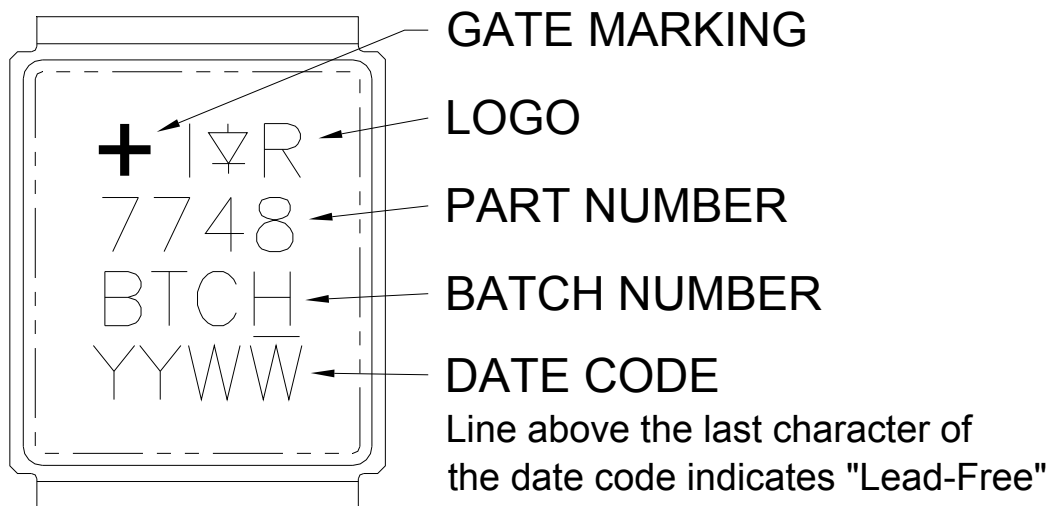 GATE MARKING
+ I R
LOGO
7748
PART NUMBER
BTCH
BATCH NUMBER
YYWW̅
DATE CODE
Line above the last character of
the date code indicates "Lead-Free"